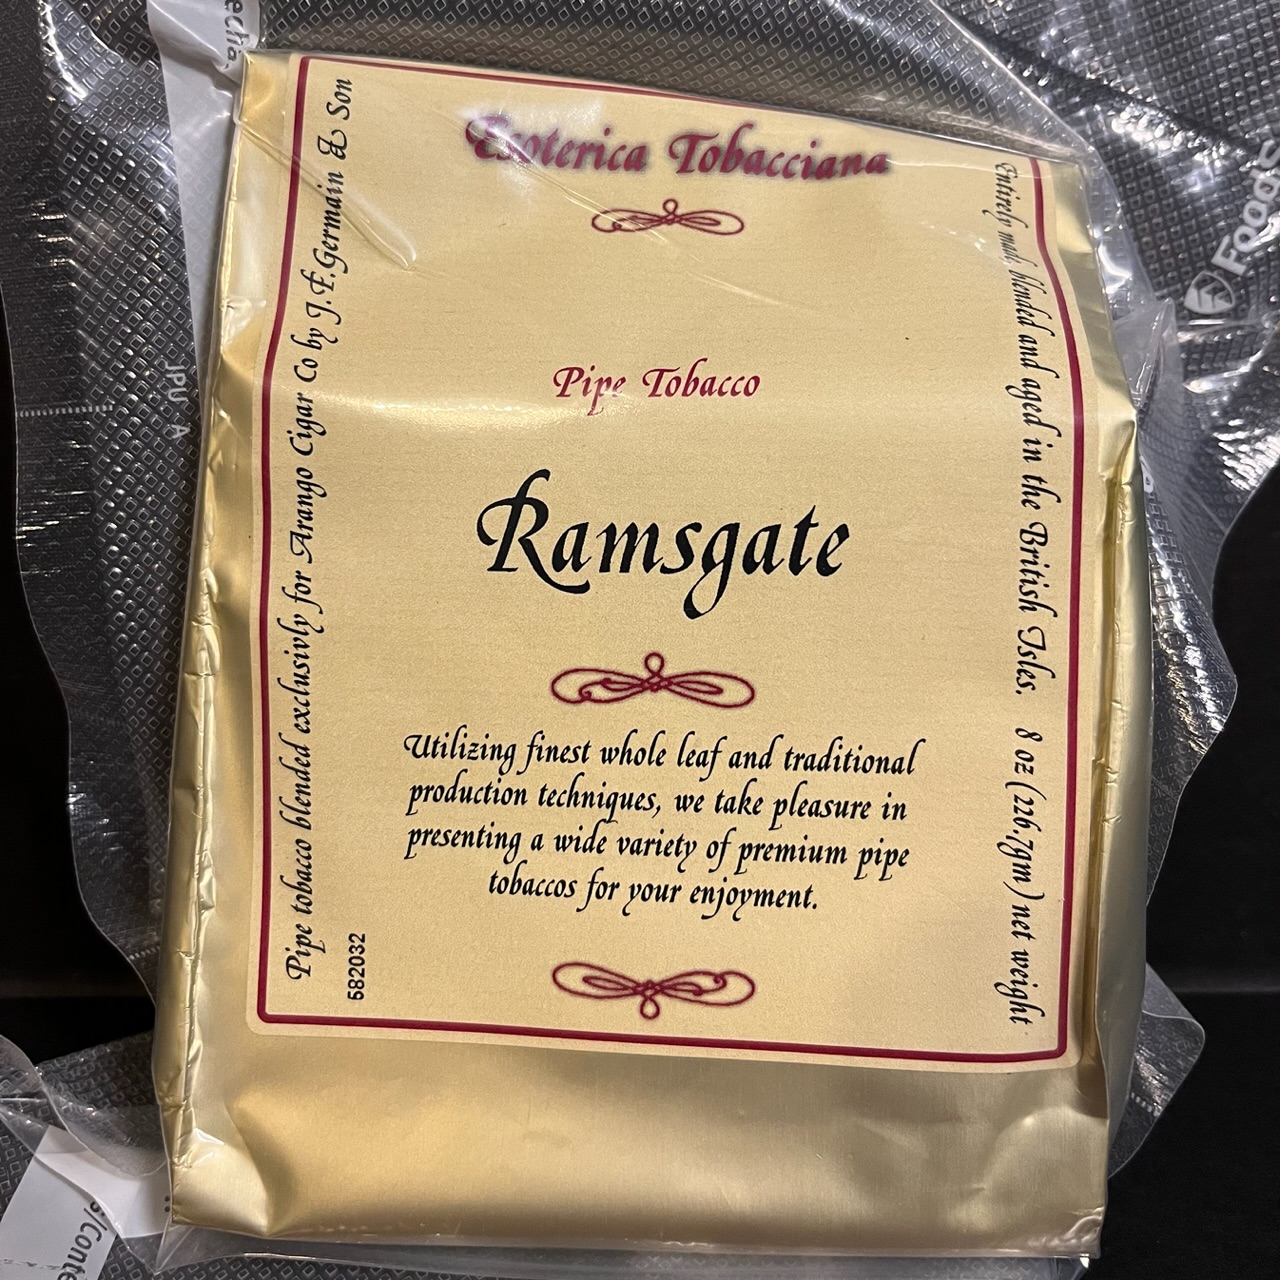 Esoterica Tobacciana
Pipe Tobacco
Ramsgate
Utilizing finest whole leaf and traditional
production techniques, we take pleasure in
presenting a wide variety of premium pipe
tobaccos for your enjoyment.
Pipe tobacco blended exclusivly for Arango Cigar Co by J.F.Germain & Son
582032
Entirely made blended and aged in the British Isles. 8 oz (226.7gm) net weight